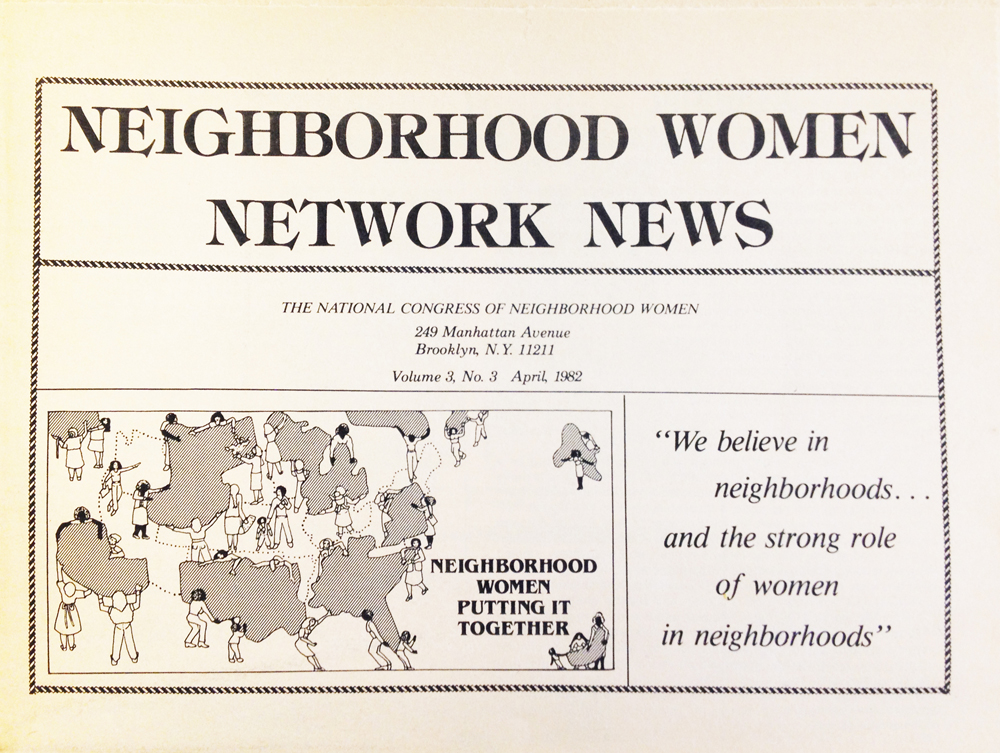 NEIGHBORHOOD WOMEN
NETWORK NEWS
THE NATIONAL CONGRESS OF NEIGHBORHOOD WOMEN
249 Manhattan Avenue
Brooklyn, N.Y. 11211
Volume 3, No. 3 April, 1982
NEIGHBORHOOD
WOMEN
PUTTING IT
TOGETHER
“We believe in
neighborhoods...
and the strong role
of women
in neighborhoods”